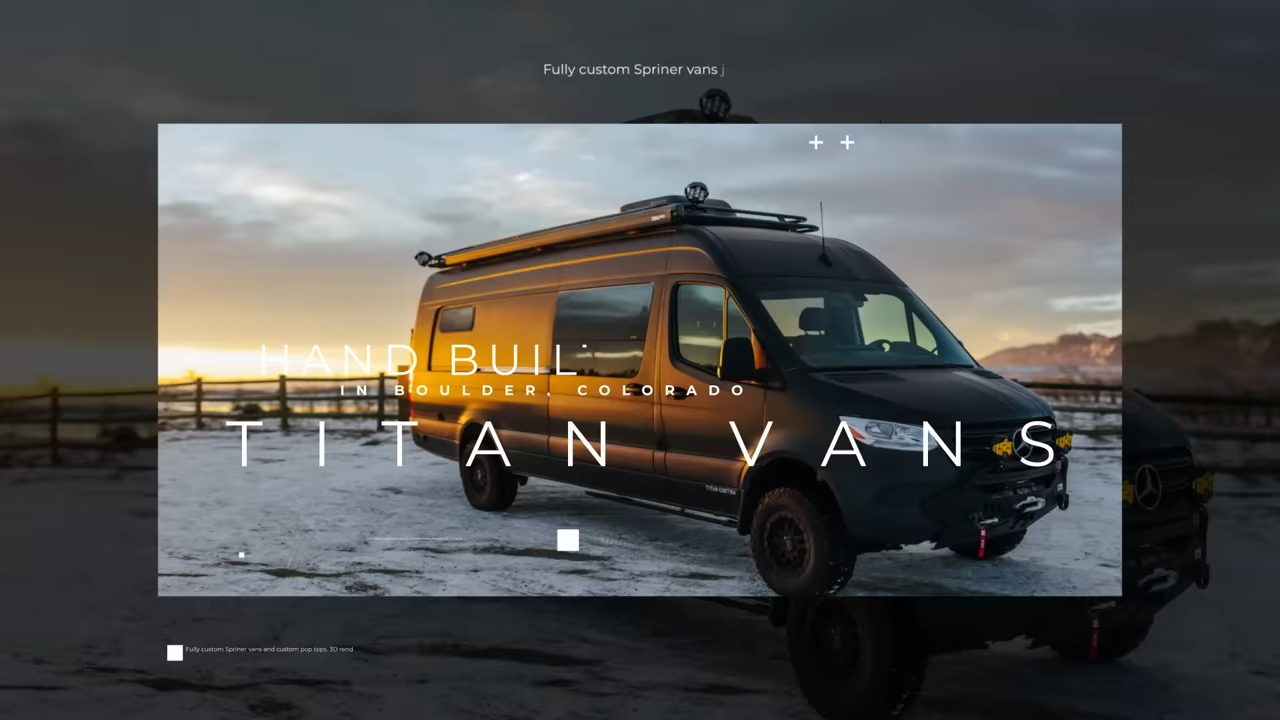 Fully custom Spriner vans j
HAND BUIL
IN BOULDER, COLORADO
TITAN VANS
Fully custom Spriner vans and custom pop tops, 3D rend